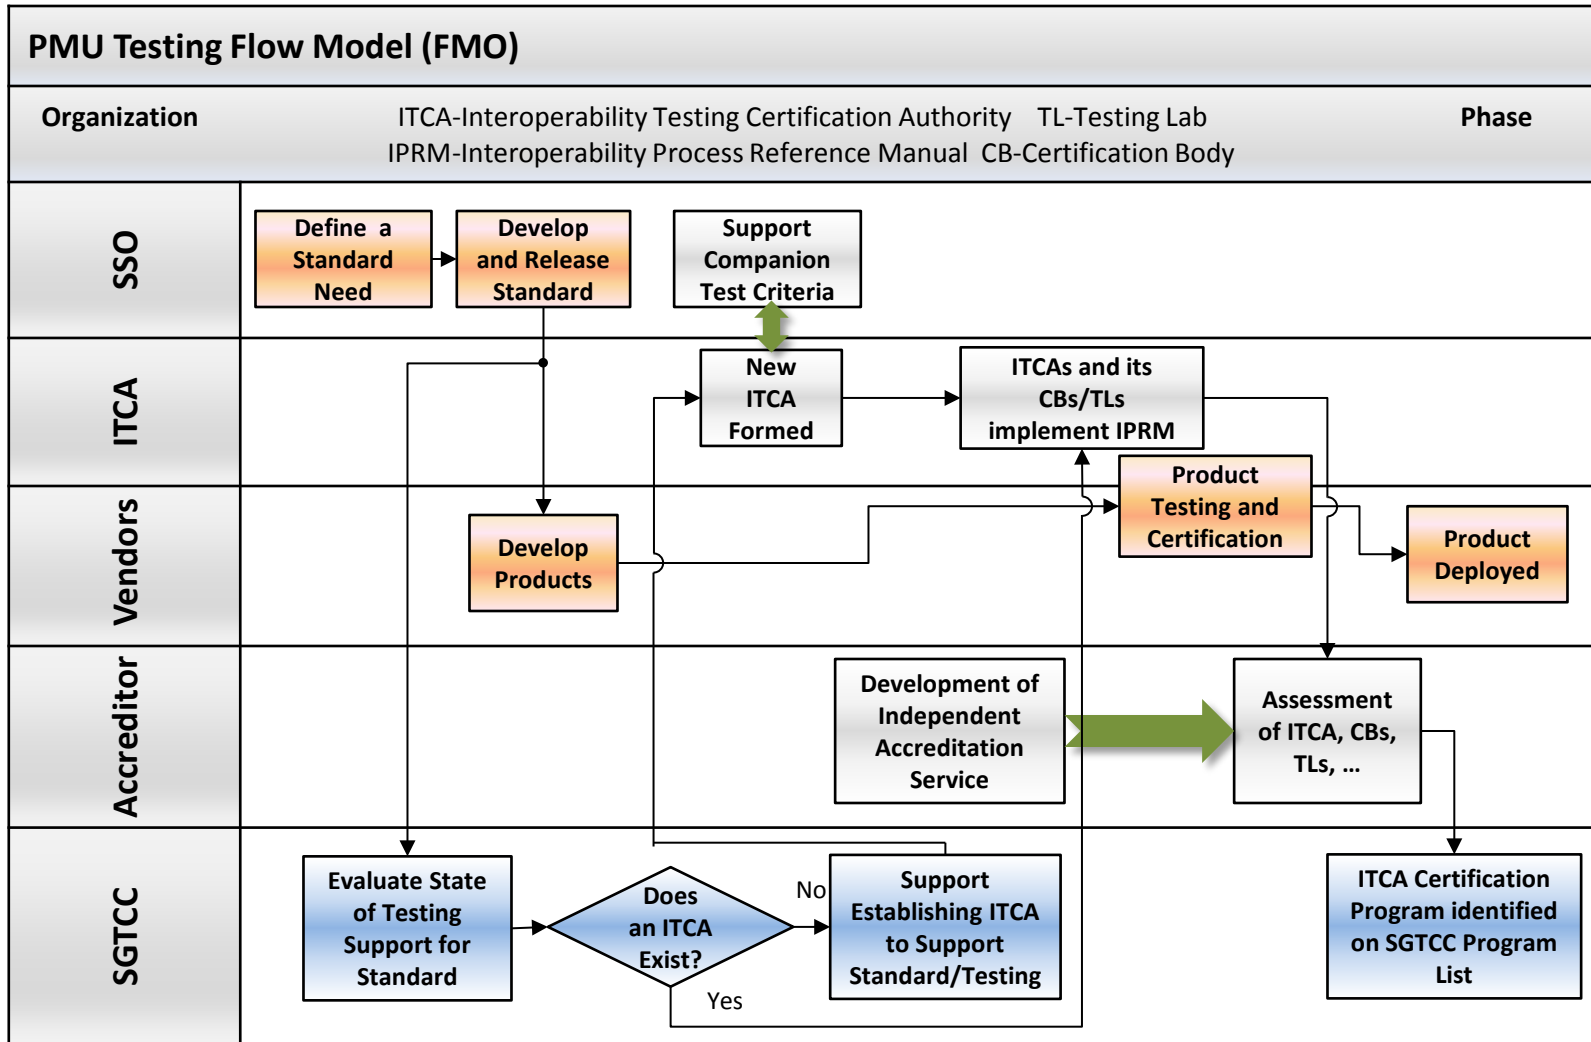 PMU Testing Flow Model (FMO)
Organization
ITCA-Interoperability Testing Certification Authority TL-Testing Lab
IPRM-Interoperability Process Reference Manual CB-Certification Body
Phase
SSO
Define a
Standard
Need
Develop
and Release
Standard
Support
Companion
Test Criteria
ITCA
New
ITCA
Formed
ITCAs and its
CBs/TLs
implement IPRM
Vendors
Develop
Products
Product
Testing and
Certification
Product
Deployed
Accreditor
Development of
Independent
Accreditation
Service
Assessment
of ITCA, CBs,
TLs, ...
SGTCC
Evaluate State
of Testing
Support for
Standard
Does
an ITCA
Exist?
No
Yes
Support
Establishing ITCA
to Support
Standard/Testing
ITCA Certification
Program identified
on SGTCC Program
List